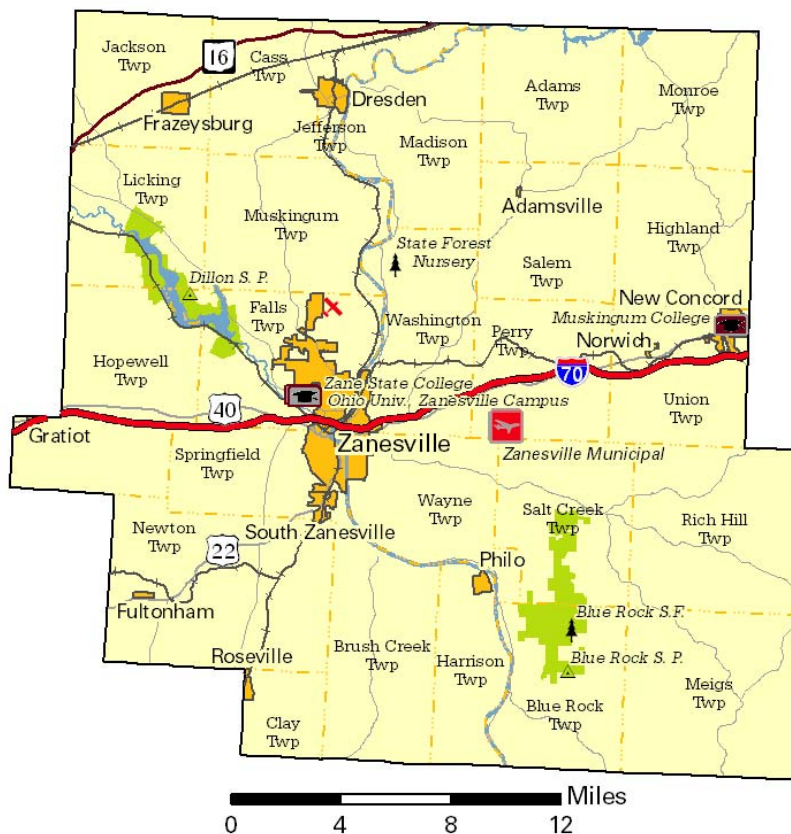 Jackson
Twp
16
Cass
Twp
Adams
Twp
Monroe
Twp
Dresden
Frazeysburg
Jefferson
Twp
Madison
Twp
Licking
Twp
Muskingum
Twp
Adamsville
Highland
Twp
State Forest
Nursery
Salem
Twp
Dillon S. P.
Falls
Twp
New Concord
Muskingum College
Washington
Twp
Perry
Twp
Norwich
Hopewell
Twp
70
Zane State College
Ohio Univ., Zanesville Campus
40
Union
Twp
Gratiot
Zanesville
Zanesville Municipal
Springfield
Twp
Wayne
Twp
Salt Creek
Twp
Rich Hill
Twp
Newton
Twp
22
South Zanesville
Philo
Fultonham
Blue Rock S.F.
Roseville
Brush Creek
Twp
Harrison
Twp
Blue Rock S. P.
Meigs
Twp
Clay
Twp
Blue Rock
Twp
Miles
0 4 8 12